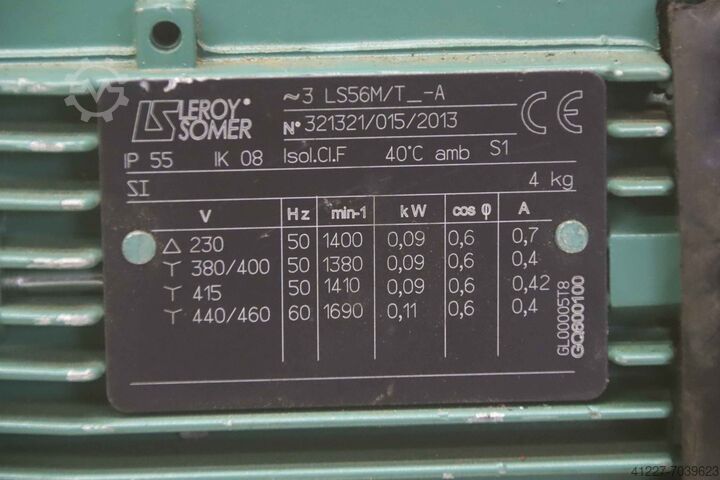 LEROY® SOMER
~3 LS56M/T_-A
N° 321321/015/2013
CE
IP 55 IK 08 Isol.Cl.F 40°C amb S1
SI 4 kg
V Hz min-1 kW cos φ A
△ 230 50 1400 0,09 0,6 0,7
Y 380/400 50 1380 0,09 0,6 0,4
Y 415 50 1410 0,09 0,6 0,42
Y 440/460 60 1690 0,11 0,6 0,4
GL00005T8
GQ600100
41227-7039623